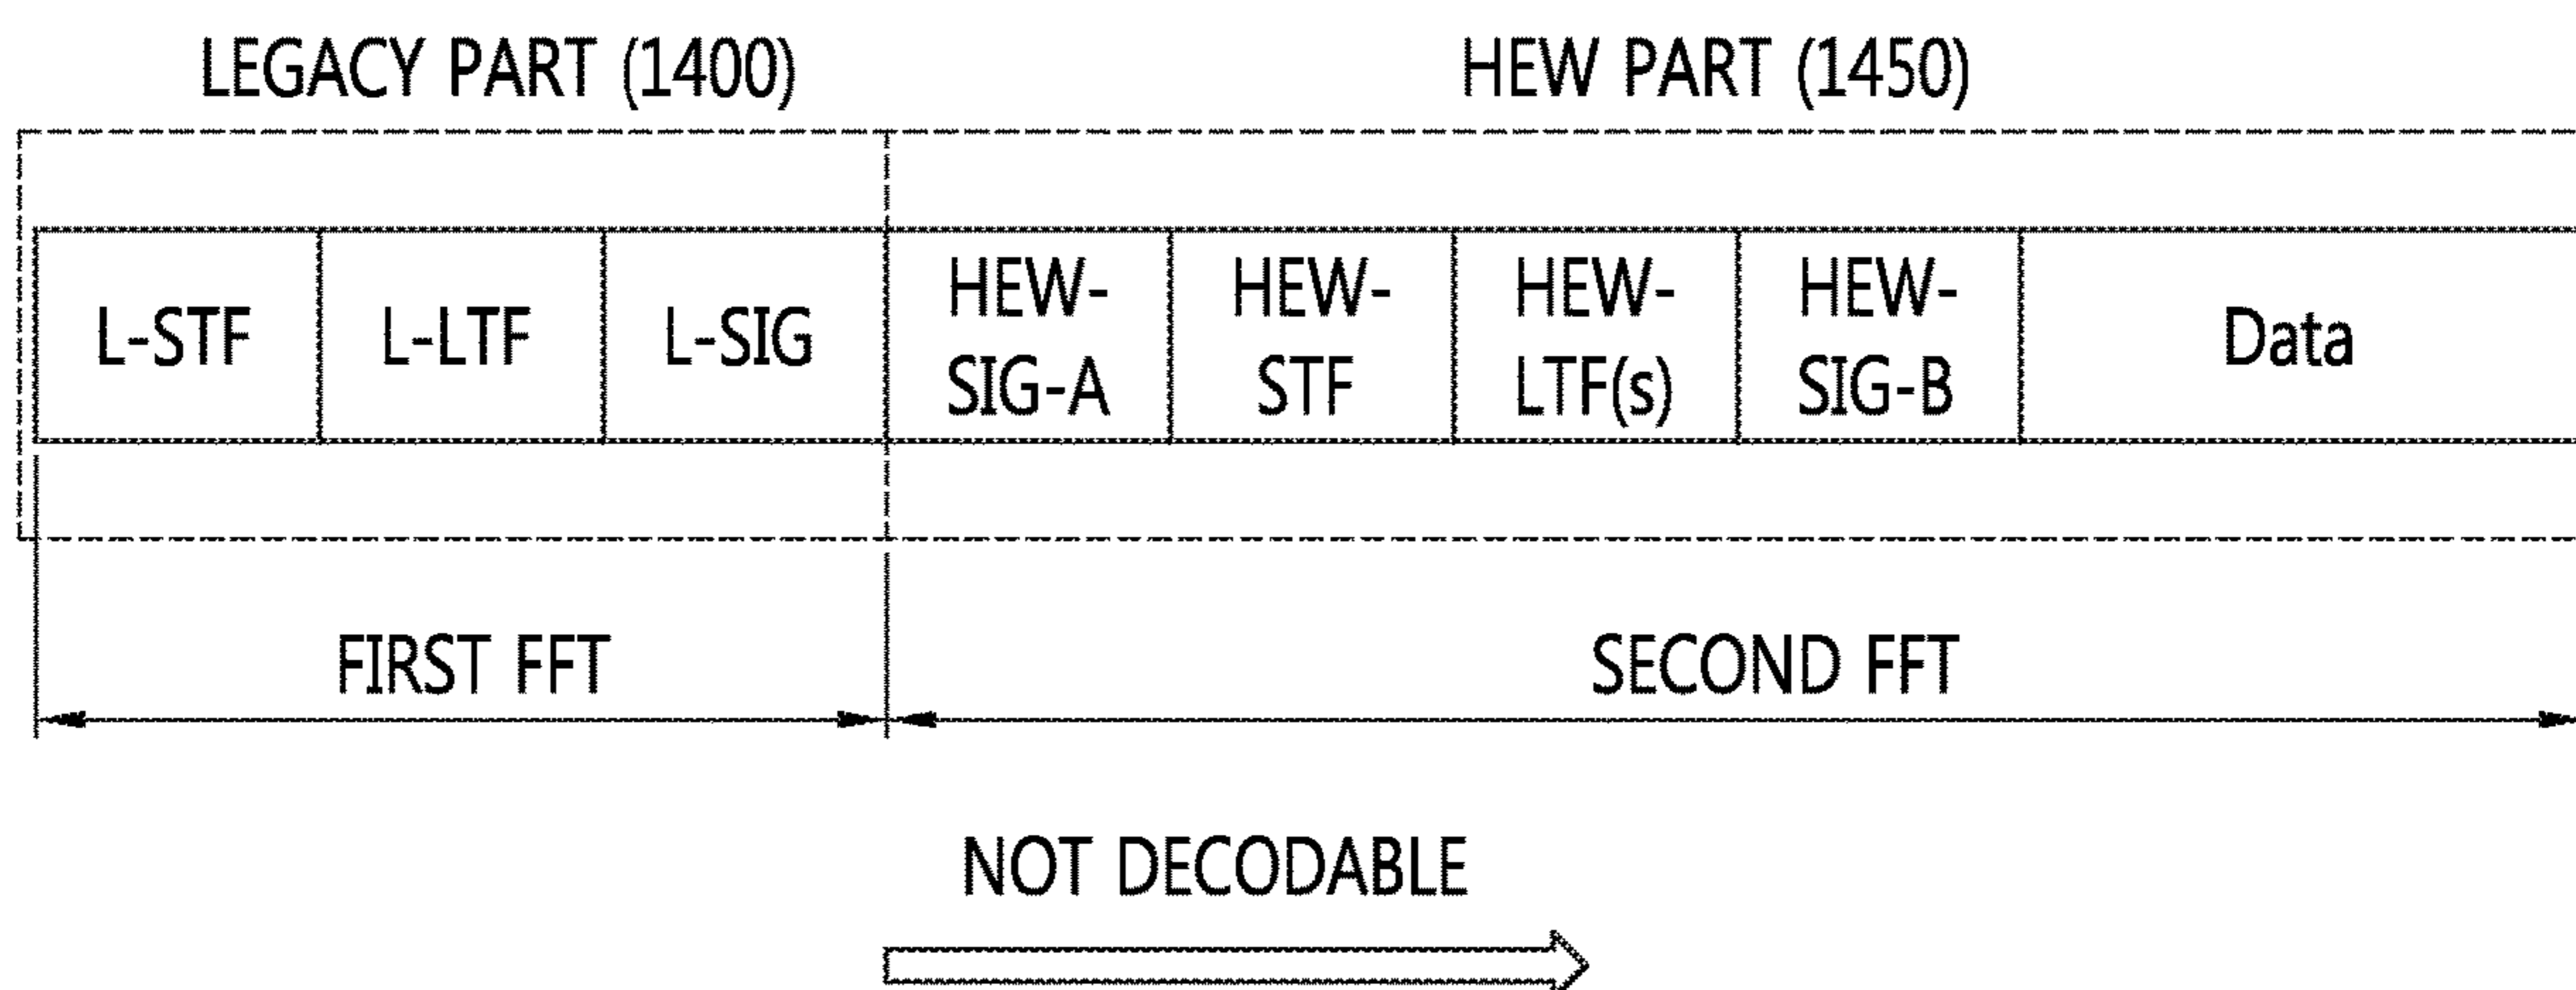 LEGACY PART (1400)
HEW PART (1450)
L-STF
L-LTF
L-SIG
HEW-
SIG-A
HEW-
STF
HEW-
LTF(s)
HEW-
SIG-B
Data
FIRST FFT
SECOND FFT
NOT DECODABLE